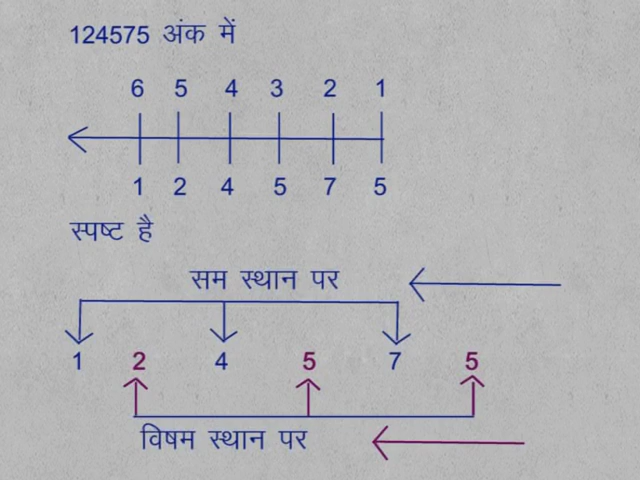 124575 अंक में
6 5 4 3 2 1
1 2 4 5 7 5
स्पष्ट है
सम स्थान पर
1 2 4 5 7 5
विषम स्थान पर